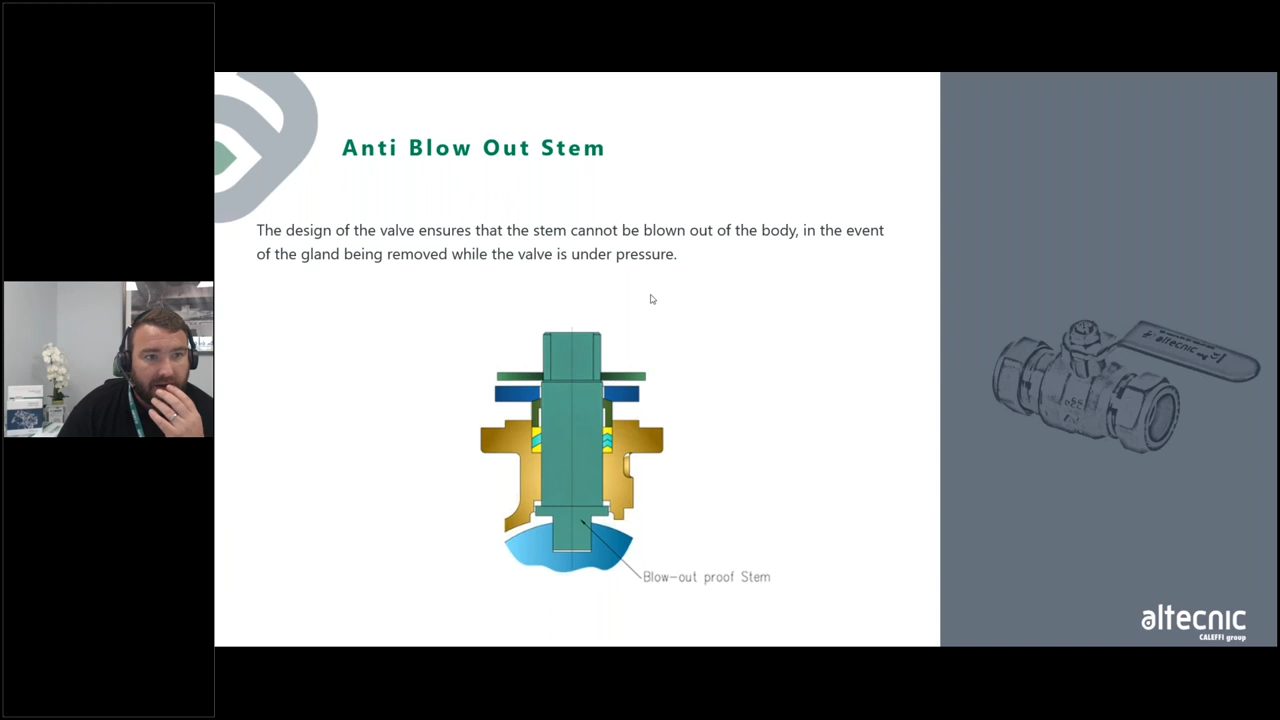 Anti Blow Out Stem
The design of the valve ensures that the stem cannot be blown out of the body, in the event
of the gland being removed while the valve is under pressure.
Blow-out proof Stem
altecnic
altecnic
CALEFFI group